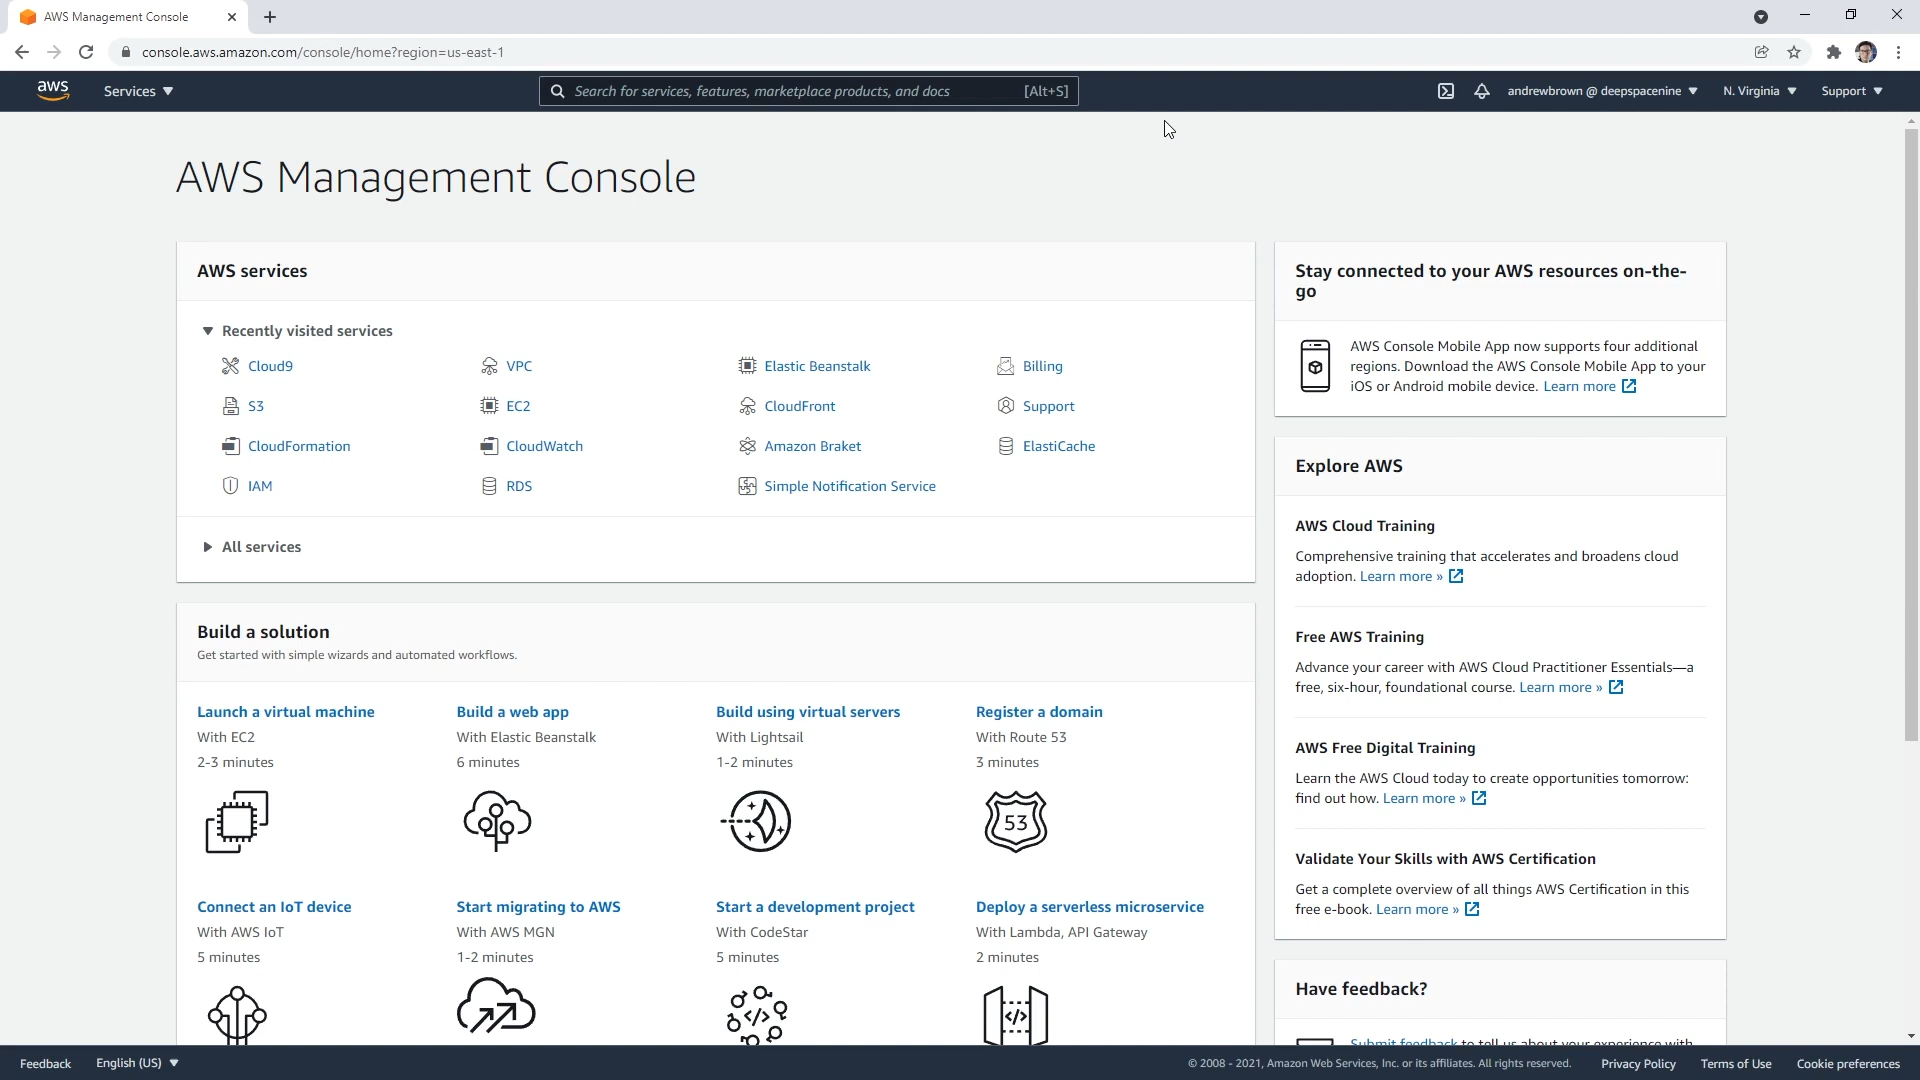 AWS Management Console
console.aws.amazon.com/console/home?region=us-east-1
aws
Services
Search for services, features, marketplace products, and docs
[Alt+S]
andrewbrown @ deepspacenine
N. Virginia
Support
AWS Management Console
AWS services
Recently visited services
Cloud9
VPC
Elastic Beanstalk
Billing
S3
EC2
CloudFront
Support
CloudFormation
CloudWatch
Amazon Braket
ElastiCache
IAM
RDS
Simple Notification Service
All services
Build a solution
Get started with simple wizards and automated workflows.
Launch a virtual machine
With EC2
2-3 minutes
Build a web app
With Elastic Beanstalk
6 minutes
Build using virtual servers
With Lightsail
1-2 minutes
Register a domain
With Route 53
3 minutes
53
Connect an IoT device
With AWS IoT
5 minutes
Start migrating to AWS
With AWS MGN
1-2 minutes
Start a development project
With CodeStar
5 minutes
</>
Deploy a serverless microservice
With Lambda, API Gateway
2 minutes
</>
Stay connected to your AWS resources on-the-
go
AWS Console Mobile App now supports four additional
regions. Download the AWS Console Mobile App to your
iOS or Android mobile device. Learn more
Explore AWS
AWS Cloud Training
Comprehensive training that accelerates and broadens cloud
adoption. Learn more »
Free AWS Training
Advance your career with AWS Cloud Practitioner Essentials—a
free, six-hour, foundational course. Learn more »
AWS Free Digital Training
Learn the AWS Cloud today to create opportunities tomorrow:
find out how. Learn more »
Validate Your Skills with AWS Certification
Get a complete overview of all things AWS Certification in this
free e-book. Learn more »
Have feedback?
Submit feedback to tell us about your experience with
Feedback
English (US)
© 2008 - 2021, Amazon Web Services, Inc. or its affiliates. All rights reserved.
Privacy Policy
Terms of Use
Cookie preferences